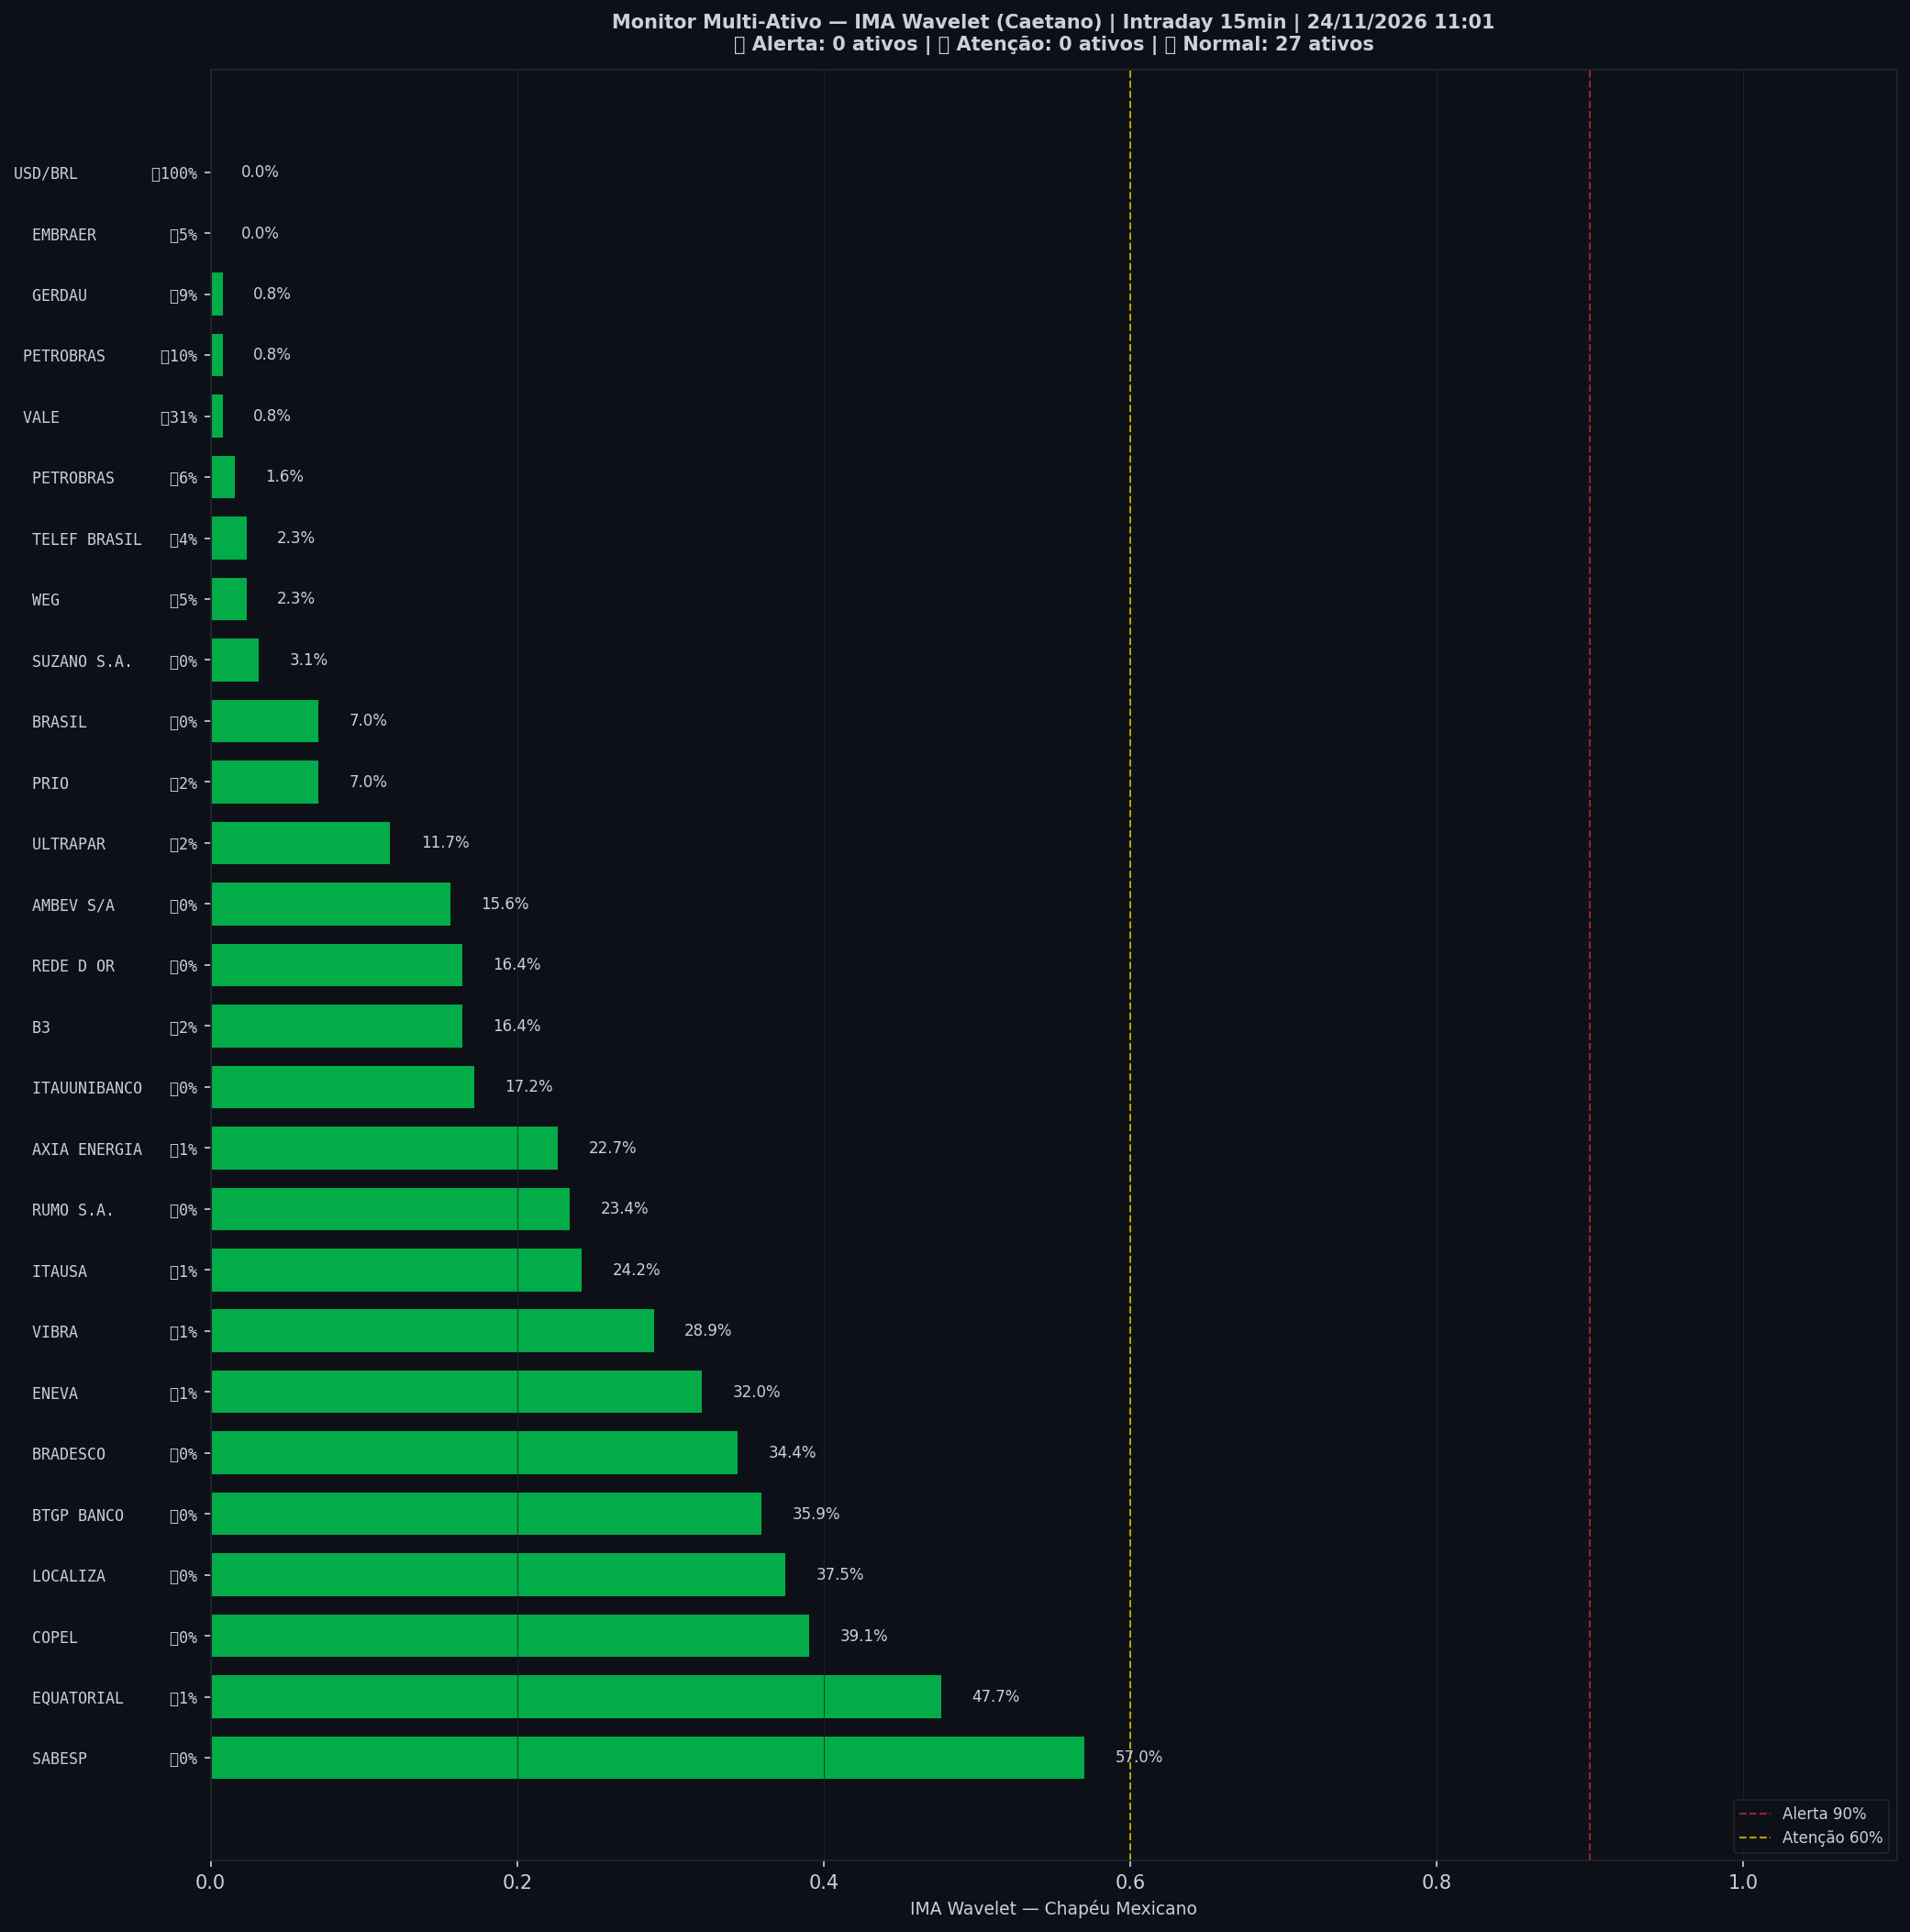 Monitor Multi-Ativo — IMA Wavelet (Caetano) | Intraday 15min | 24/11/2026 11:01
▯ Alerta: 0 ativos | ▯ Atenção: 0 ativos | ▯ Normal: 27 ativos
USD/BRL ▯100% 0.0%
EMBRAER ▯5% 0.0%
GERDAU ▯9% 0.8%
PETROBRAS ▯10% 0.8%
VALE ▯31% 0.8%
PETROBRAS ▯6% 1.6%
TELEF BRASIL ▯4% 2.3%
WEG ▯5% 2.3%
SUZANO S.A. ▯0% 3.1%
BRASIL ▯0% 7.0%
PRIO ▯2% 7.0%
ULTRAPAR ▯2% 11.7%
AMBEV S/A ▯0% 15.6%
REDE D OR ▯0% 16.4%
B3 ▯2% 16.4%
ITAUUNIBANCO ▯0% 17.2%
AXIA ENERGIA ▯1% 22.7%
RUMO S.A. ▯0% 23.4%
ITAUSA ▯1% 24.2%
VIBRA ▯1% 28.9%
ENEVA ▯1% 32.0%
BRADESCO ▯0% 34.4%
BTGP BANCO ▯0% 35.9%
LOCALIZA ▯0% 37.5%
COPEL ▯0% 39.1%
EQUATORIAL ▯1% 47.7%
SABESP ▯0% 57.0%
Alerta 90%
Atenção 60%
0.0 0.2 0.4 0.6 0.8 1.0
IMA Wavelet — Chapéu Mexicano